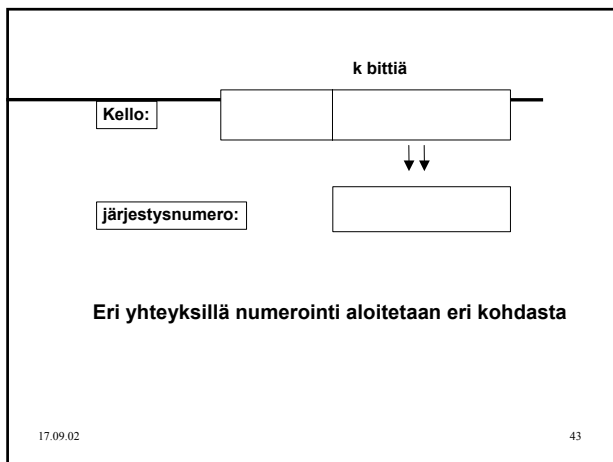 k bittiä
Kello:
järjestysnumero:
Eri yhteyksillä numerointi aloitetaan eri kohdasta
17.09.02
43